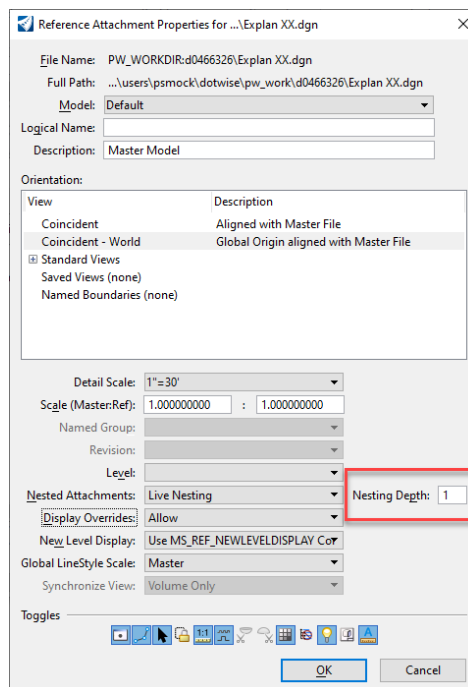 Reference Attachment Properties for ...\Explan XX.dgn
File Name: PW_WORKDIR:d0466326\Explan XX.dgn
Full Path: ...\users\psmock\dotwise\pw_work\d0466326\Explan XX.dgn
Model: Default
Logical Name:
Description: Master Model
Orientation:
View Description
Coincident Aligned with Master File
Coincident - World Global Origin aligned with Master File
Standard Views
Saved Views (none)
Named Boundaries (none)
Detail Scale: 1"=30'
Scale (Master:Ref): 1.000000000 : 1.000000000
Named Group:
Revision:
Level:
Nested Attachments: Live Nesting Nesting Depth: 1
Display Overrides: Allow
New Level Display: Use MS_REF_NEWLEVELDISPLAY Cor
Global LineStyle Scale: Master
Synchronize View: Volume Only
Toggles
1:1
A
OK Cancel